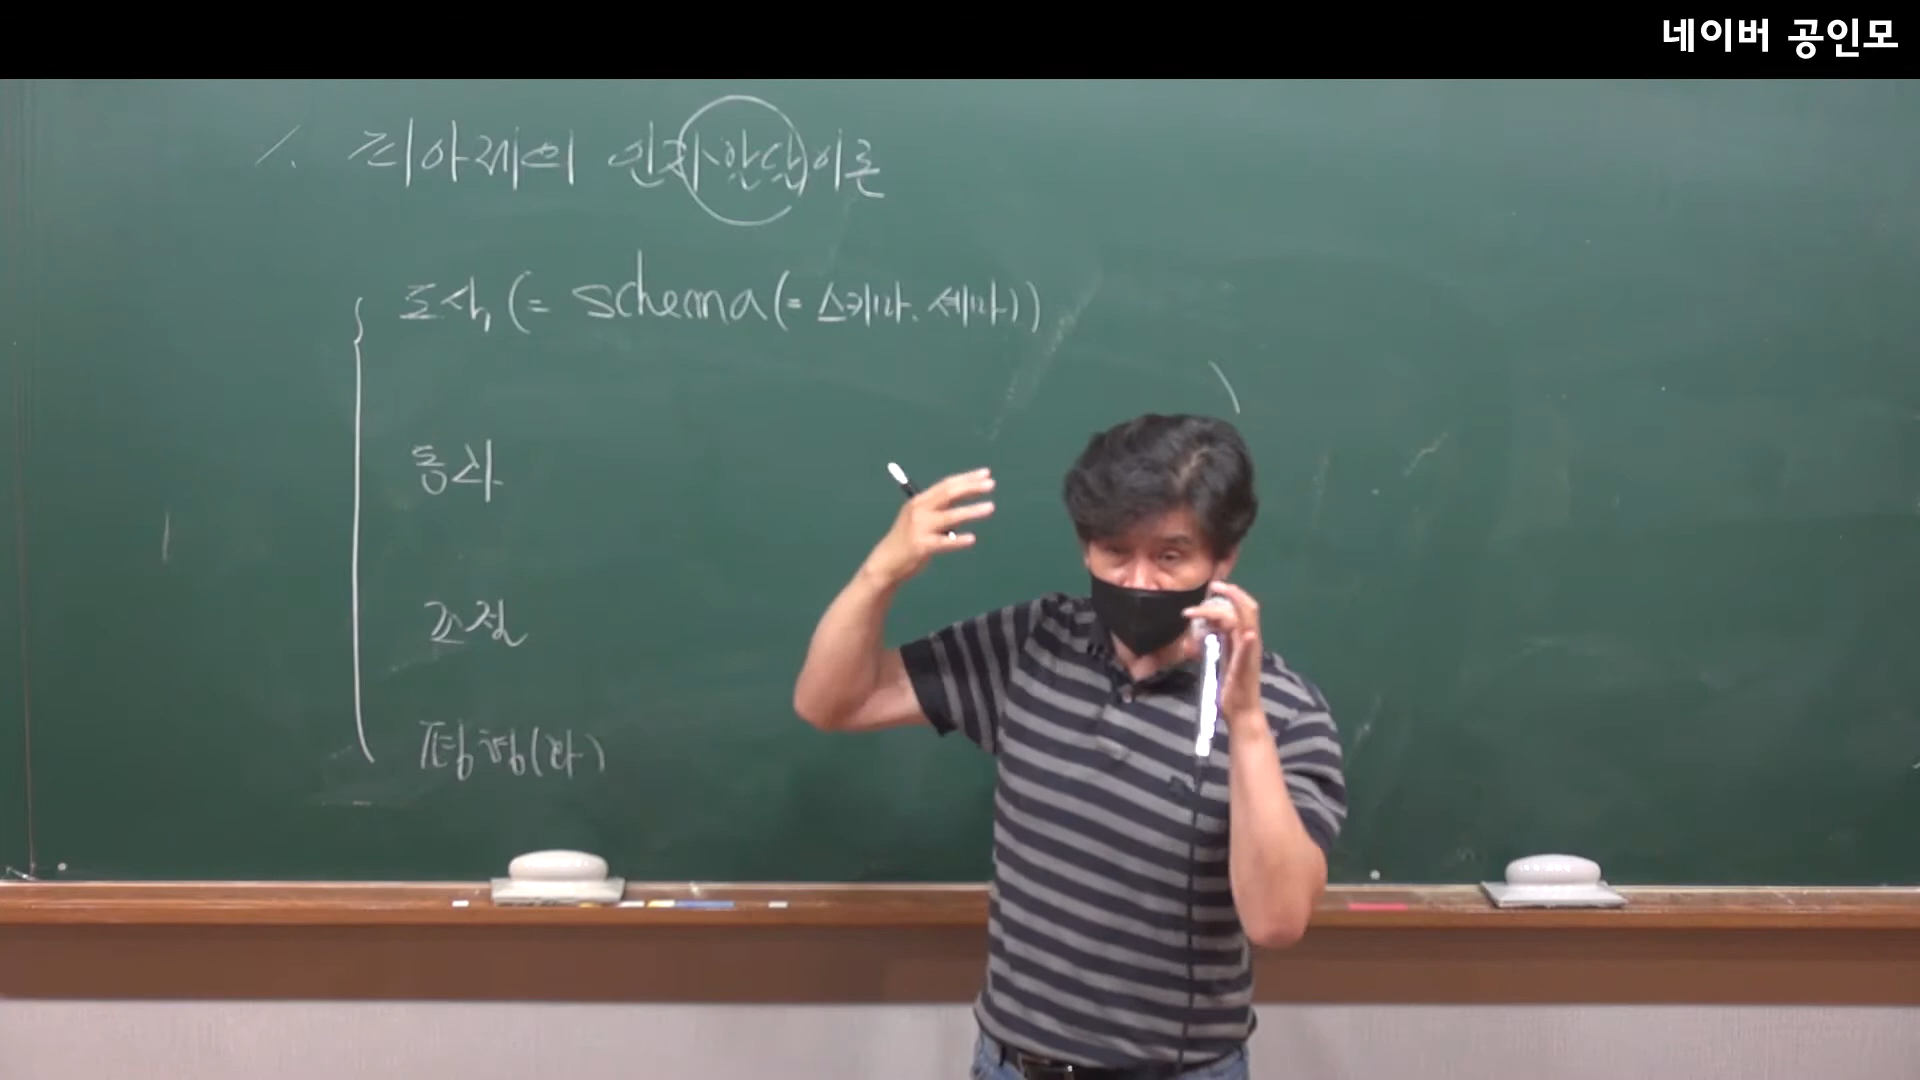 네이버 공인모
1. 피아제의 인지발달이론
도식 (= schema (= 스키마. 세마))
동화
조절
평형(화)